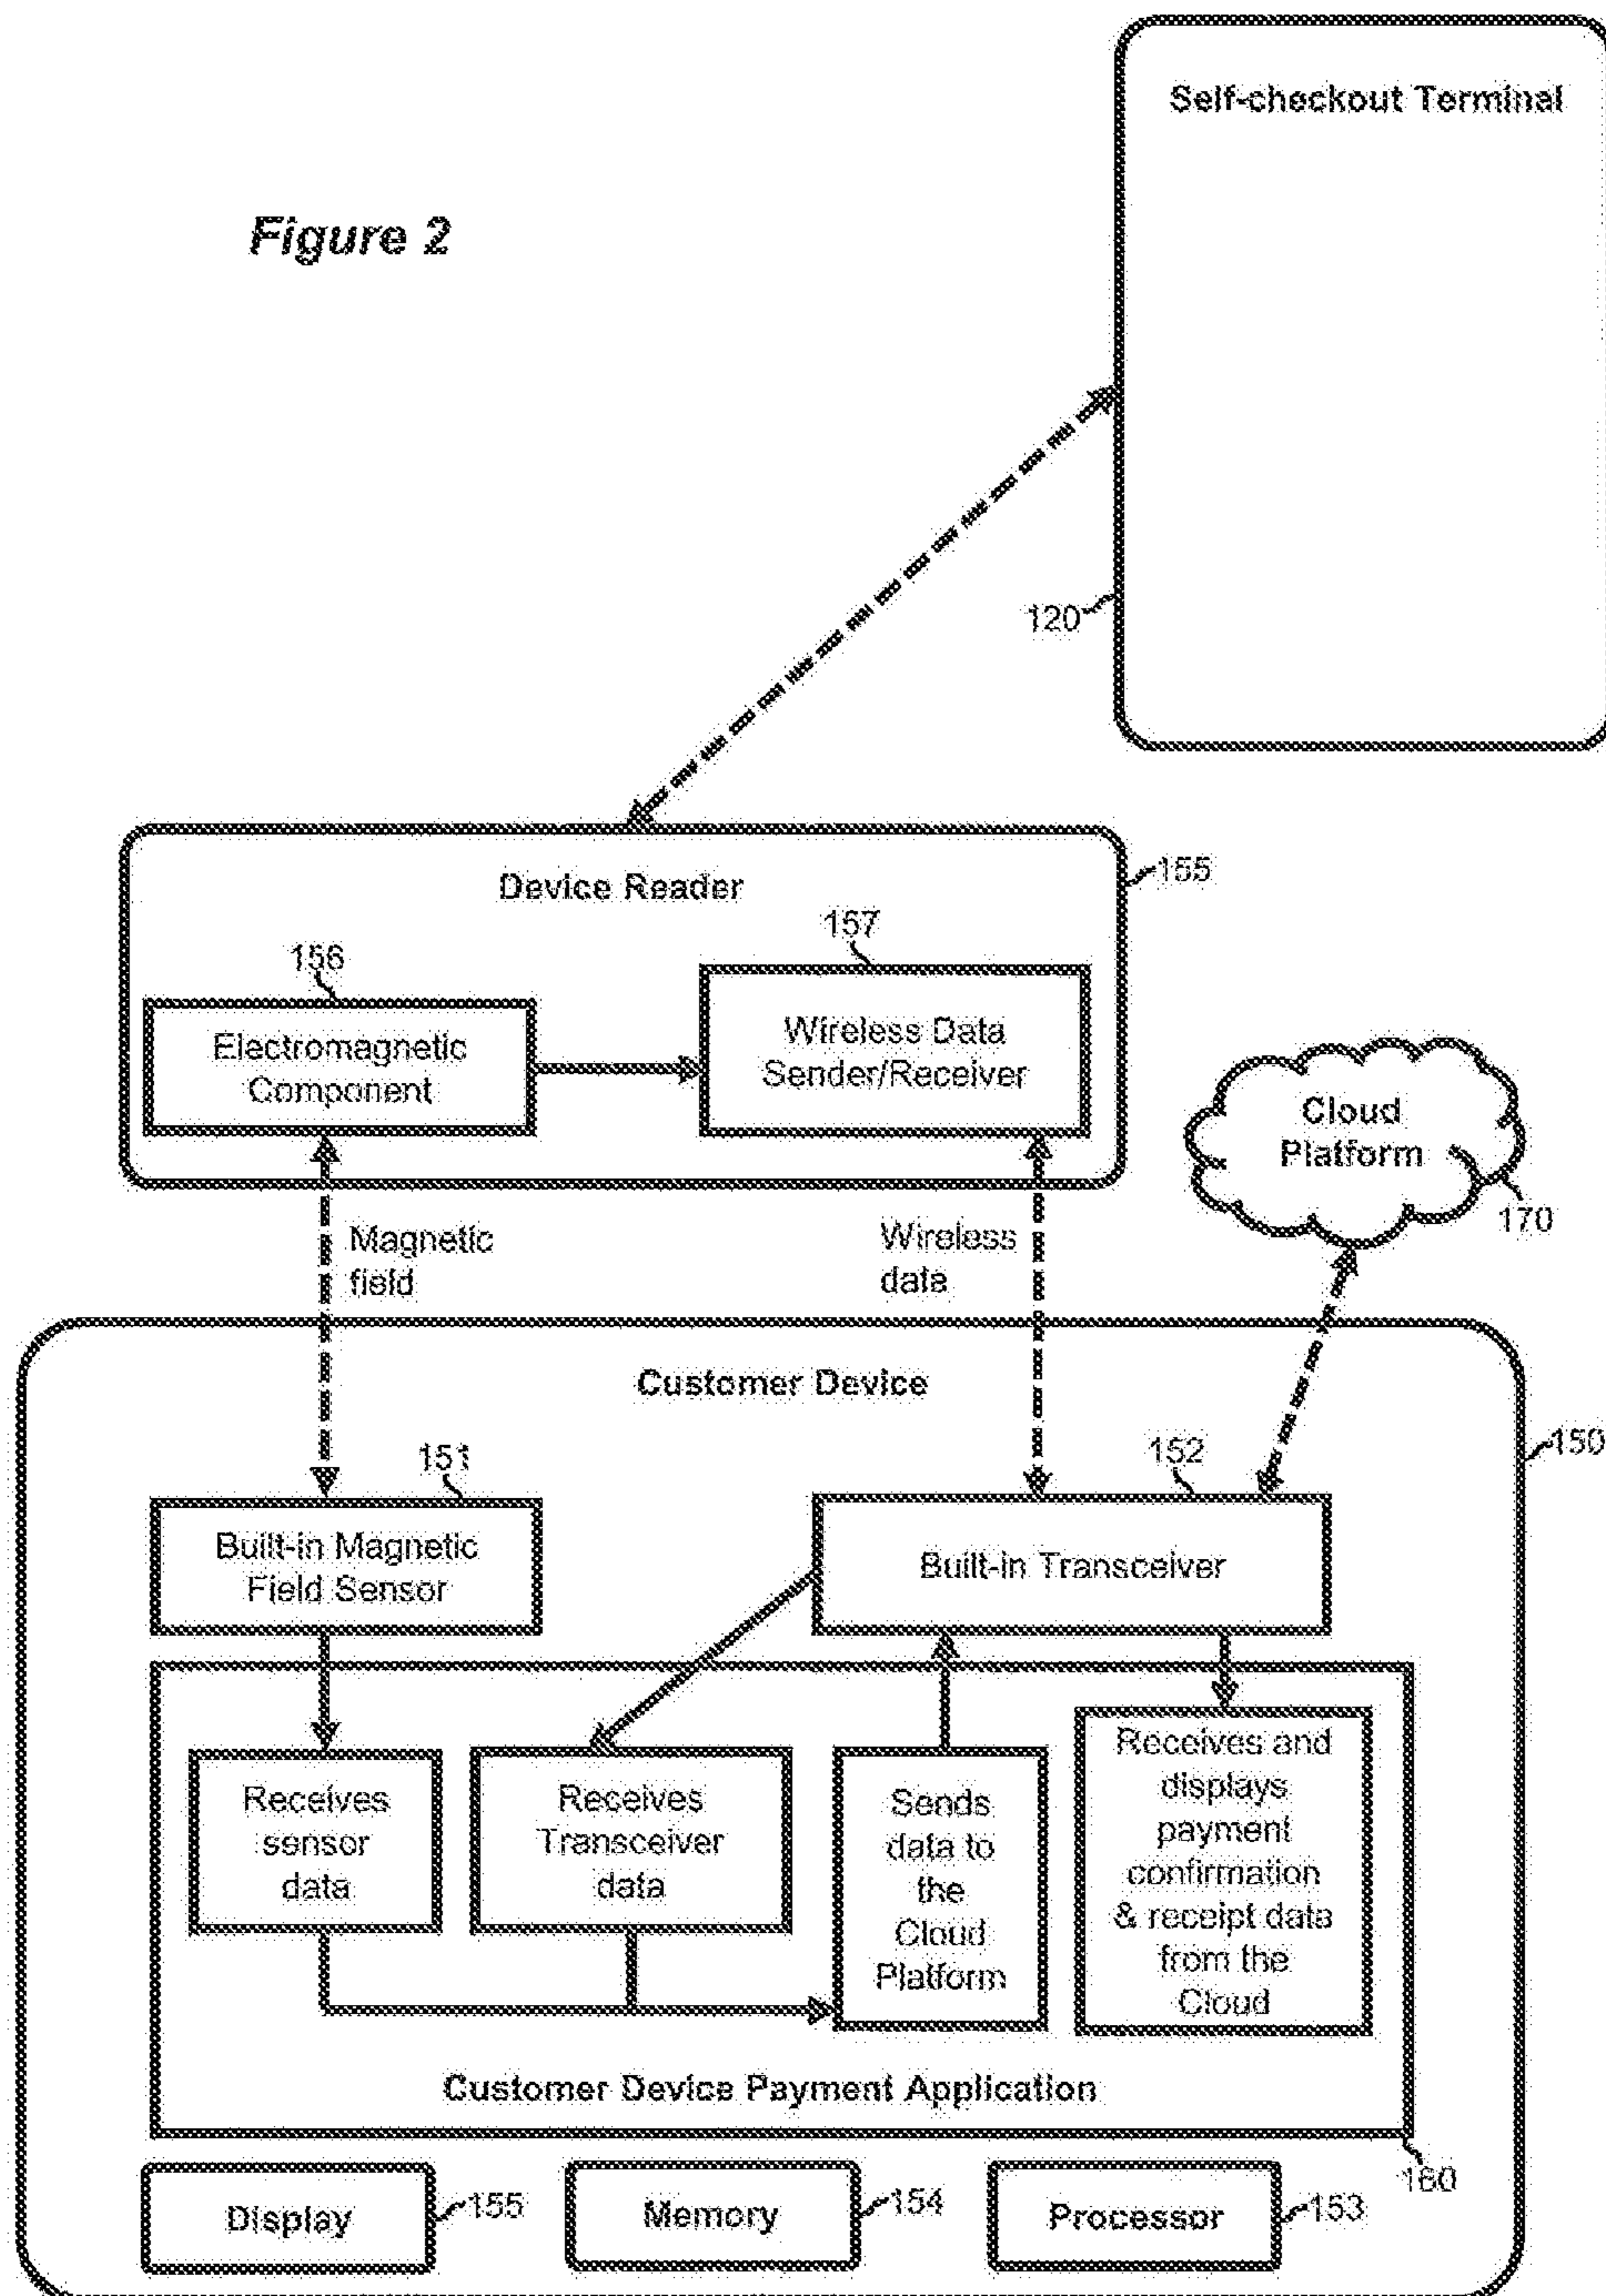 Self-checkout Terminal
Figure 2
120
Device Reader
155
156
157
Electromagnetic
Component
Wireless Data
Sender/Receiver
Cloud
Platform
170
Magnetic
field
Wireless
data
Customer Device
150
151
152
Built-in Magnetic
Field Sensor
Built-in Transceiver
Receives
sensor
data
Receives
Transceiver
data
Sends
data to
the
Cloud
Platform
Receives and
displays
payment
confirmation
& receipt data
from the
Cloud
Customer Device Payment Application
160
Display
155
Memory
154
Processor
153